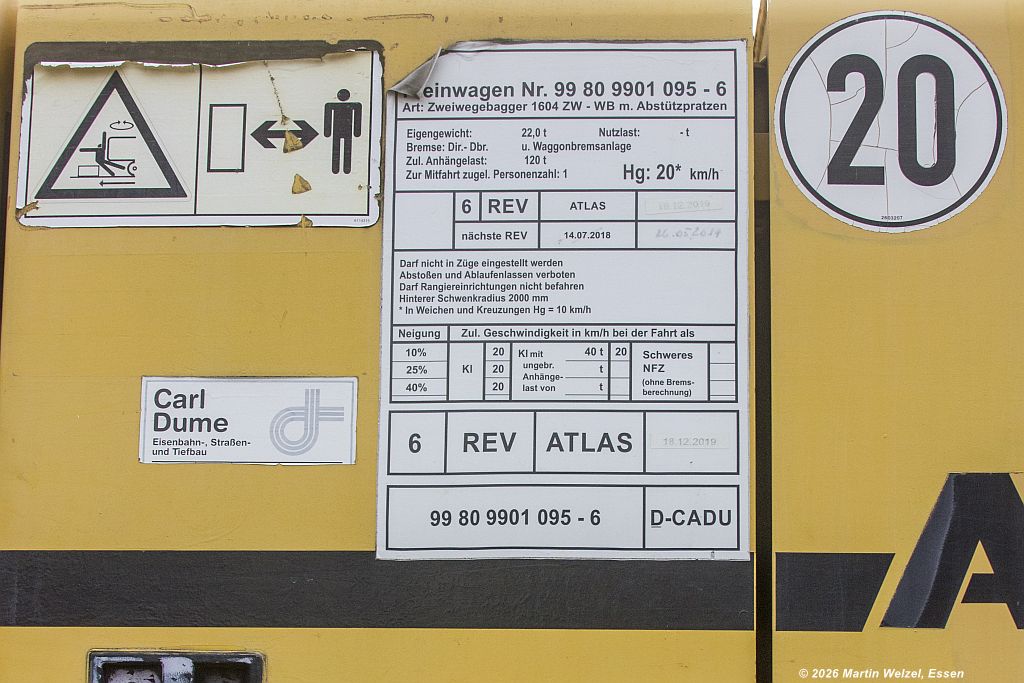 einwagen Nr. 99 80 9901 095 - 6
Art: Zweiwegebagger 1604 ZW - WB m. Abstützpratzen
Eigengewicht: 22,0 t Nutzlast: - t
Bremse: Dir.- Dbr. u. Waggonbremsanlage
Zul. Anhängelast: 120 t
Zur Mitfahrt zugel. Personenzahl: 1 Hg: 20* km/h
6 REV ATLAS 18.12.2019
nächste REV 14.07.2018
Darf nicht in Züge eingestellt werden
Abstoßen und Ablaufenlassen verboten
Darf Rangiereinrichtungen nicht befahren
Hinterer Schwenkradius 2000 mm
* In Weichen und Kreuzungen Hg = 10 km/h
Neigung Zul. Geschwindigkeit in km/h bei der Fahrt als
10% 20 KI mit 40 t 20 Schweres
25% KI 20 ungebr. t NFZ
Anhänge-
40% 20 last von t (ohne Brems-
berechnung)
6 REV ATLAS 18.12.2019
99 80 9901 095 - 6 D-CADU
Carl
Dume
Eisenbahn-, Straßen-
und Tiefbau
20
2603257
A
© 2026 Martin Welzel, Essen